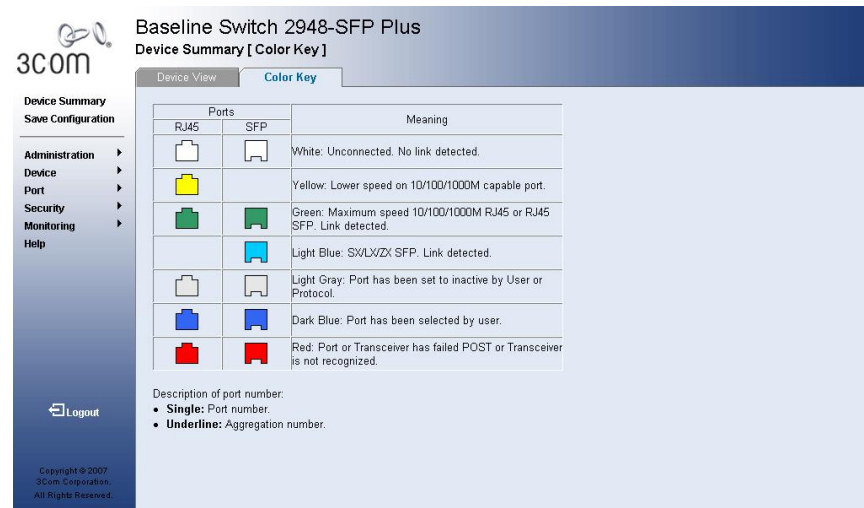 3COM
Baseline Switch 2948-SFP Plus
Device Summary [ Color Key ]
Device View
Color Key
Device Summary
Save Configuration
Administration
Device
Port
Security
Monitoring
Help
Logout
Copyright © 2007
3Com Corporation.
All Rights Reserved.
Ports
Meaning
RJ45 SFP
White: Unconnected. No link detected.
Yellow: Lower speed on 10/100/1000M capable port.
Green: Maximum speed 10/100/1000M RJ45 or RJ45
SFP. Link detected.
Light Blue: SX/LX/ZX SFP. Link detected.
Light Gray: Port has been set to inactive by User or
Protocol.
Dark Blue: Port has been selected by user.
Red: Port or Transceiver has failed POST or Transceiver
is not recognized.
Description of port number:
• Single: Port number.
• Underline: Aggregation number.